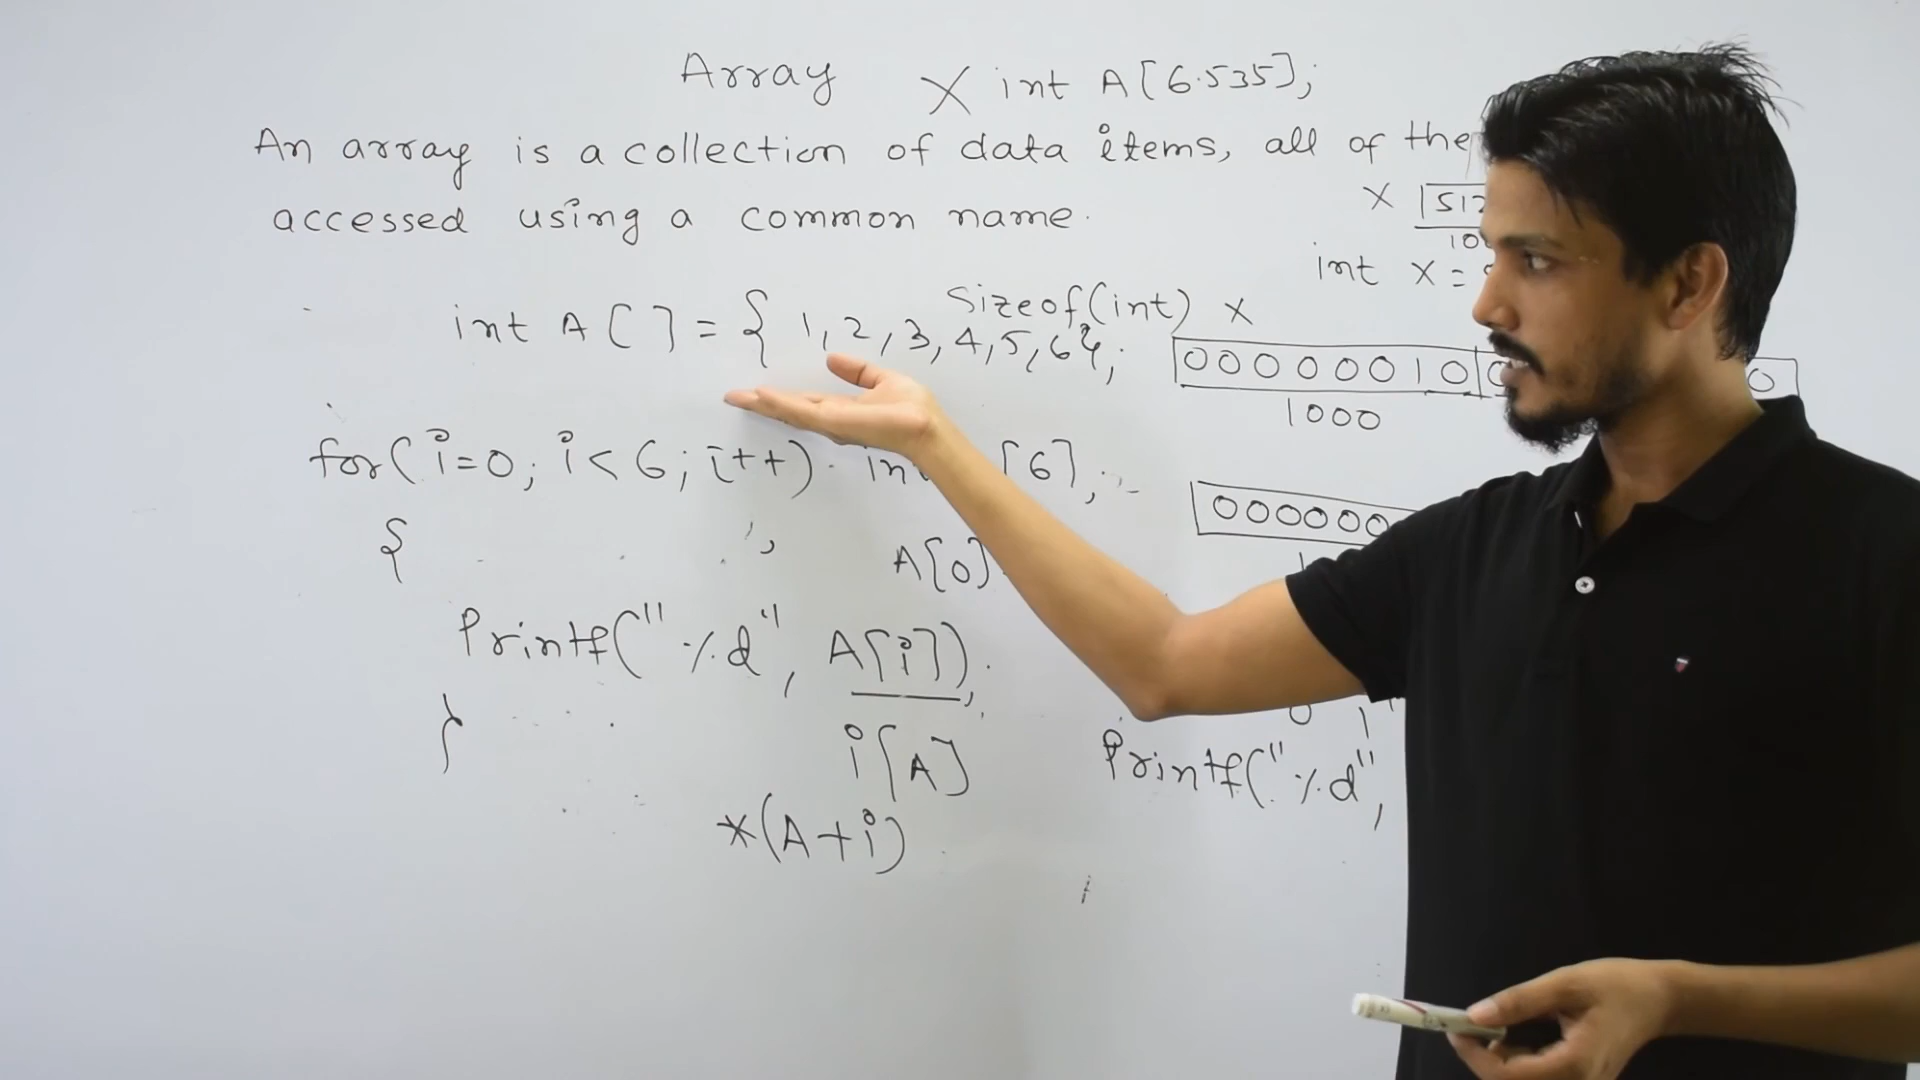 Array X int A[6.535];
An array is a collection of data items, all of the
accessed using a common name.
X 512
int x =
sizeof(int) X
int A[] = { 1, 2, 3, 4, 5, 6};
00000010
1000
for(i=0; i<6; i++) [6];
{
000000
A[0]
Printf("%d", A[i]);
}
i[A]
Printf("%d",
*(A+i)